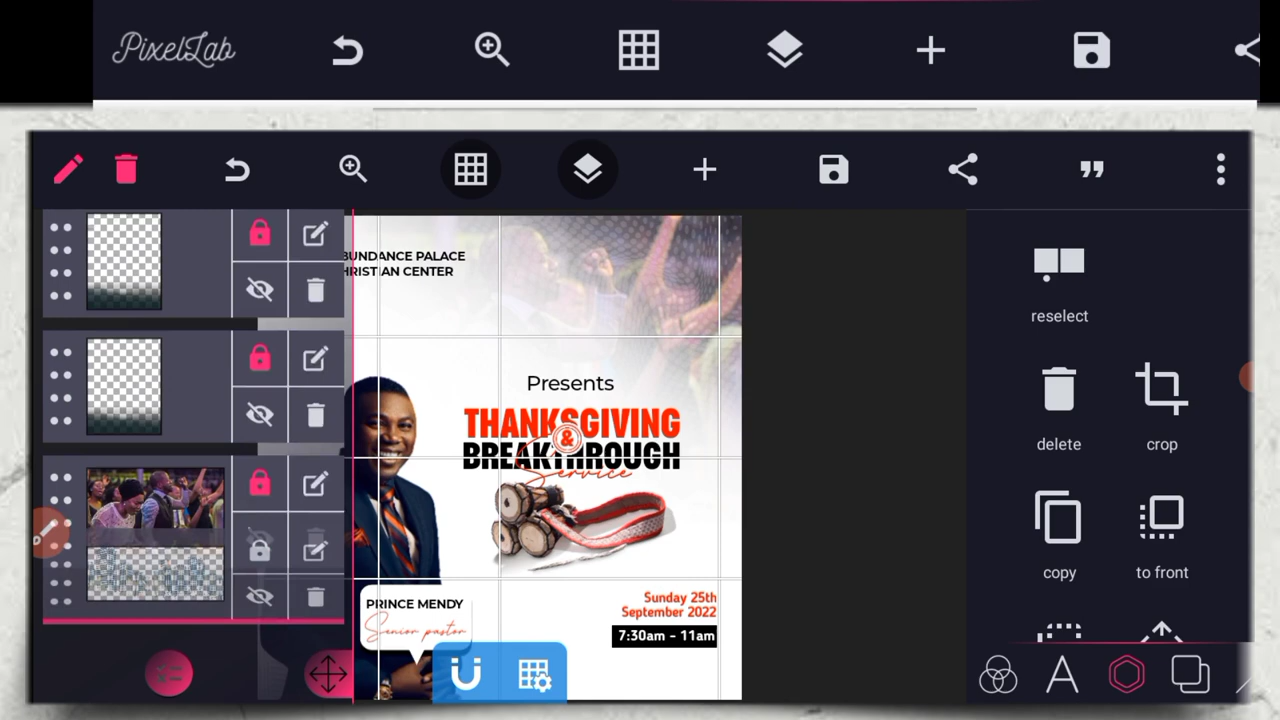 PixelLab
BUNDANCE PALACE
HRISTIAN CENTER
reselect
Presents
THANKSGIVING
&
BREAKTHROUGH
Service
delete
crop
copy
to front
PRINCE MENDY
Senior pastor
Sunday 25th
September 2022
7:30am - 11am